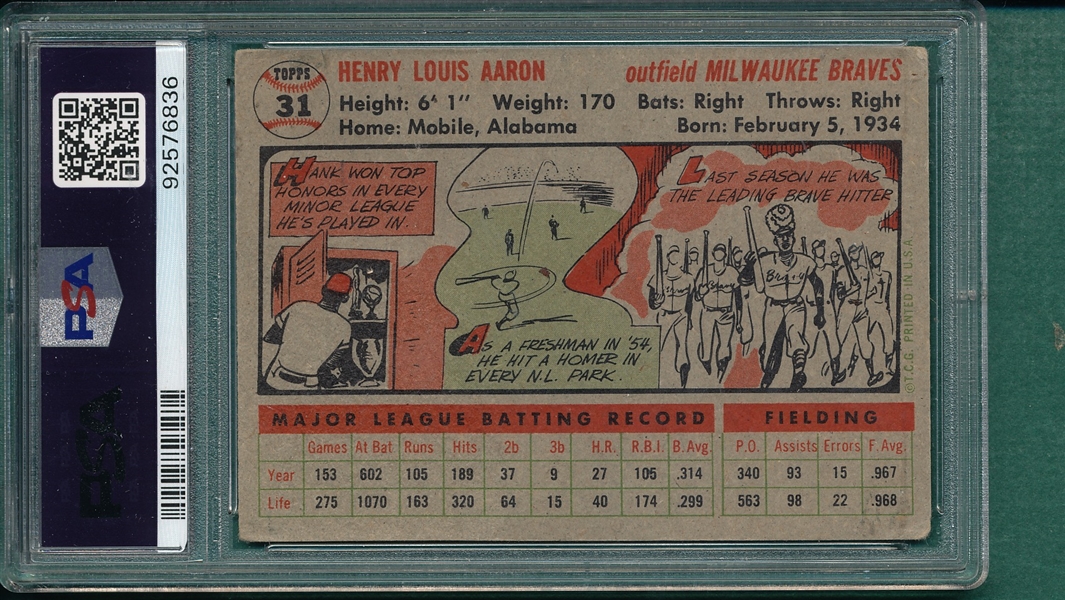 92576836
PSA
PSA
TOPPS
31
HENRY LOUIS AARON
outfield MILWAUKEE BRAVES
Height: 6' 1" Weight: 170 Bats: Right Throws: Right
Home: Mobile, Alabama Born: February 5, 1934
HANK WON TOP
HONORS IN EVERY
MINOR LEAGUE
HE'S PLAYED IN.
AS A FRESHMAN IN '54,
HE HIT A HOMER IN
EVERY N.L. PARK.
LAST SEASON HE WAS
THE LEADING BRAVE HITTER
Braves
©T.C.G. PRINTED IN U.S.A.
MAJOR LEAGUE BATTING RECORD FIELDING
Games At Bat Runs Hits 2b 3b H.R. R.B.I. B.Avg. P.O. Assists Errors F. Avg.
Year 153 602 105 189 37 9 27 105 .314 340 93 15 .967
Life 275 1070 163 320 64 15 40 174 .299 563 98 22 .968